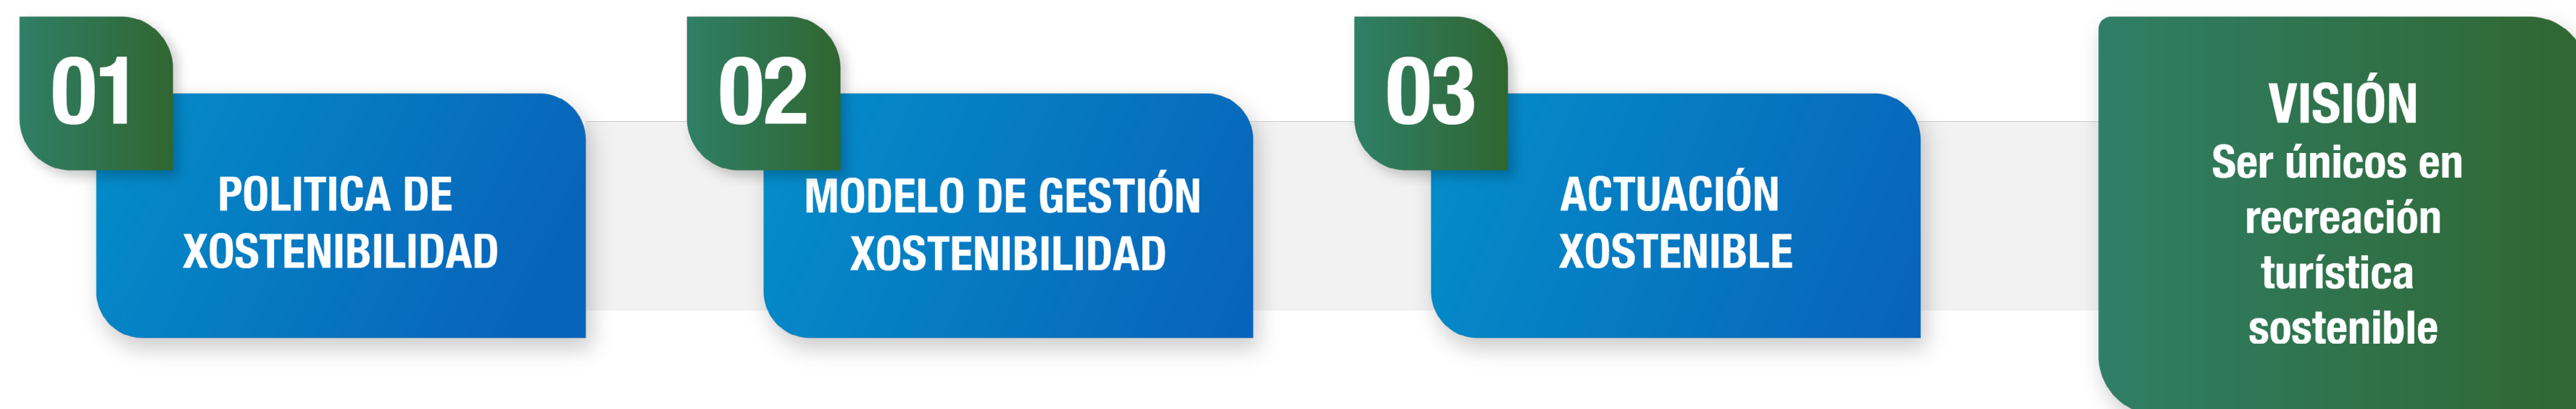 01
POLITICA DE
XOSTENIBILIDAD
02
MODELO DE GESTIÓN
XOSTENIBILIDAD
03
ACTUACIÓN
XOSTENIBLE
VISIÓN
Ser únicos en
recreación
turística
sostenible